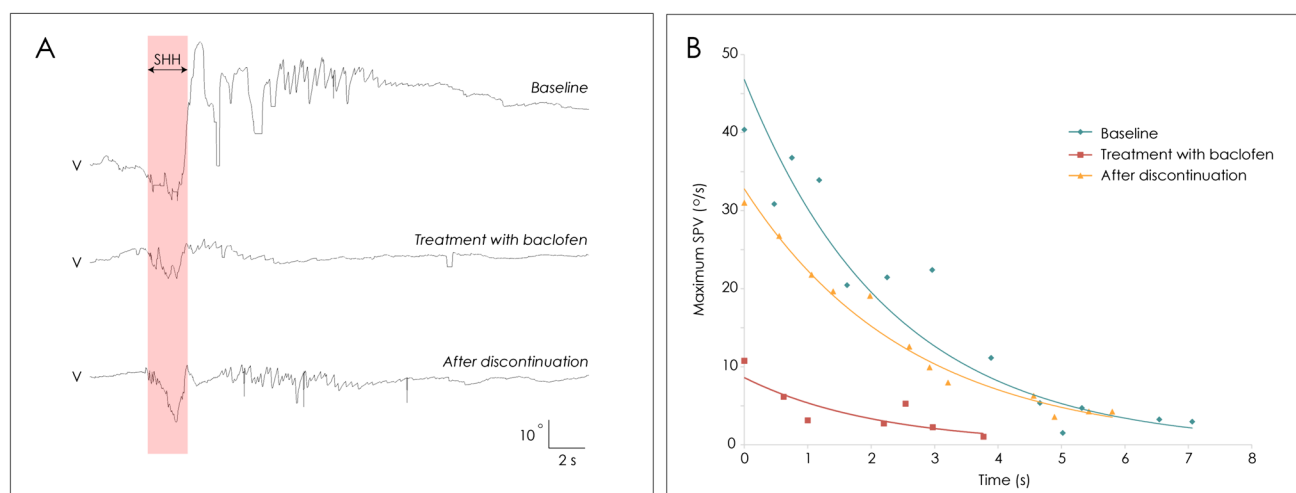 A
SHH
Baseline
V
Treatment with baclofen
V
After discontinuation
V
10°
2 s
B
50
40
30
20
10
0
Maximum SPV (°/s)
Baseline
Treatment with baclofen
After discontinuation
0 1 2 3 4 5 6 7 8
Time (s)